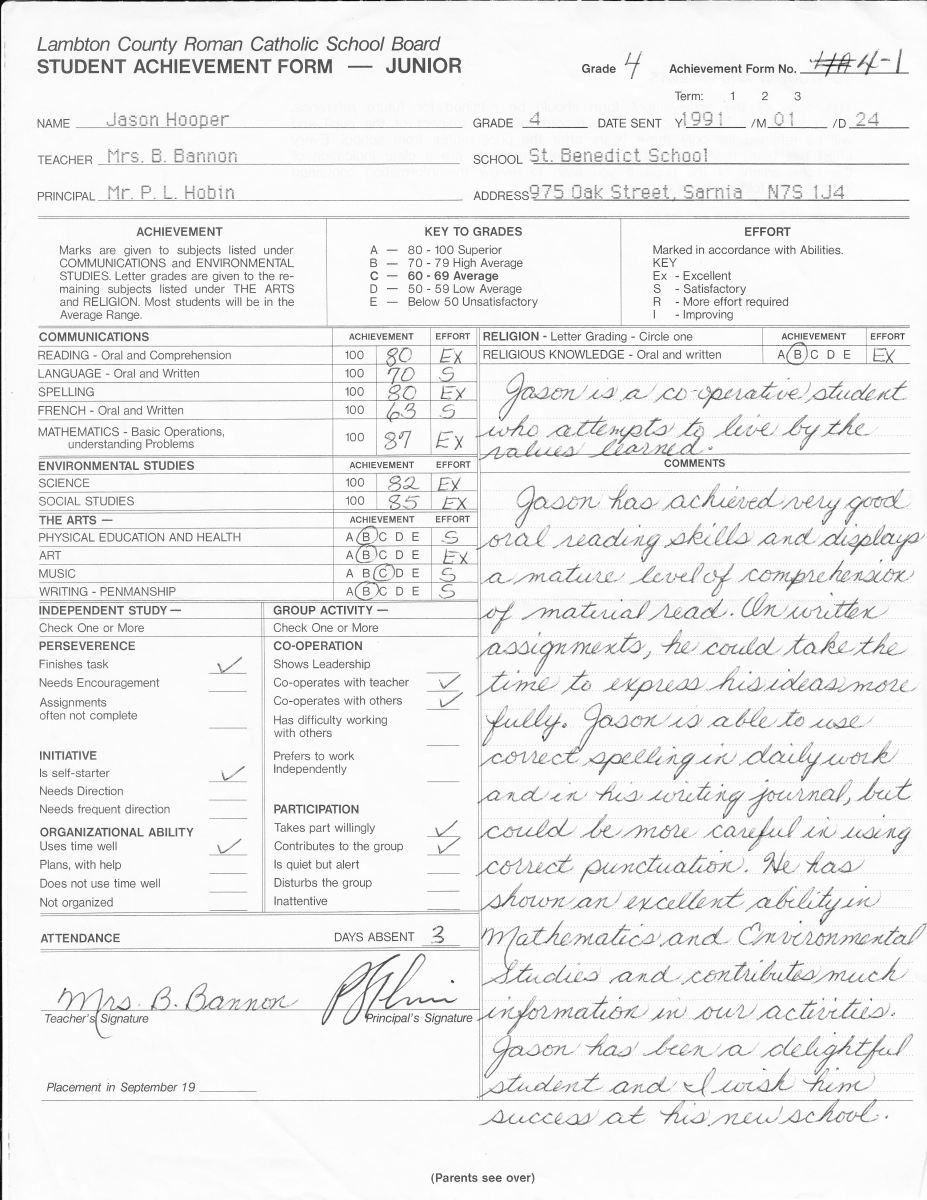 Lambton County Roman Catholic School Board
STUDENT ACHIEVEMENT FORM — JUNIOR
Grade 4 Achievement Form No. 4-1
Term: 1 2 3
NAME Jason Hooper GRADE 4 DATE SENT Y 1991 /M 01 /D 24
TEACHER Mrs. B. Bannon SCHOOL St. Benedict School
PRINCIPAL Mr. P. L. Hobin ADDRESS 975 Oak Street, Sarnia N7S 1J4
ACHIEVEMENT
Marks are given to subjects listed under
COMMUNICATIONS and ENVIRONMENTAL
STUDIES. Letter grades are given to the re-
maining subjects listed under THE ARTS
and RELIGION. Most students will be in the
Average Range.
KEY TO GRADES
A — 80 - 100 Superior
B — 70 - 79 High Average
C — 60 - 69 Average
D — 50 - 59 Low Average
E — Below 50 Unsatisfactory
EFFORT
Marked in accordance with Abilities.
KEY
Ex - Excellent
S - Satisfactory
R - More effort required
I - Improving
COMMUNICATIONS ACHIEVEMENT EFFORT
READING - Oral and Comprehension 100 80 Ex
LANGUAGE - Oral and Written 100 70 S
SPELLING 100 80 Ex
FRENCH - Oral and Written 100 63 S
MATHEMATICS - Basic Operations,
understanding Problems 100 87 Ex
ENVIRONMENTAL STUDIES ACHIEVEMENT EFFORT
SCIENCE 100 82 Ex
SOCIAL STUDIES 100 85 Ex
THE ARTS — ACHIEVEMENT EFFORT
PHYSICAL EDUCATION AND HEALTH A B C D E S
ART A B C D E Ex
MUSIC A B C D E S
WRITING - PENMANSHIP A B C D E S
INDEPENDENT STUDY —
Check One or More
PERSEVERENCE
Finishes task ✓
Needs Encouragement
Assignments
often not complete
INITIATIVE
Is self-starter ✓
Needs Direction
Needs frequent direction
ORGANIZATIONAL ABILITY
Uses time well ✓
Plans, with help
Does not use time well
Not organized
GROUP ACTIVITY —
Check One or More
CO-OPERATION
Shows Leadership
Co-operates with teacher ✓
Co-operates with others ✓
Has difficulty working
with others
Prefers to work
Independently
PARTICIPATION
Takes part willingly ✓
Contributes to the group ✓
Is quiet but alert
Disturbs the group
Inattentive
ATTENDANCE DAYS ABSENT 3
Mrs. B. Bannon
Teacher's Signature Principal's Signature
Placement in September 19
RELIGION - Letter Grading - Circle one ACHIEVEMENT EFFORT
RELIGIOUS KNOWLEDGE - Oral and written A B C D E Ex
Jason is a co-operative student
who attempts to live by the
values learned.
COMMENTS
Jason has achieved very good
oral reading skills and displays
a mature level of comprehension
of material read. On written
assignments, he could take the
time to express his ideas more
fully. Jason is able to use
correct spelling in daily work
and in his writing journal, but
could be more careful in using
correct punctuation. He has
shown an excellent ability in
Mathematics and Environmental
Studies and contributes much
information in our activities.
Jason has been a delightful
student and I wish him
success at his new school.
(Parents see over)